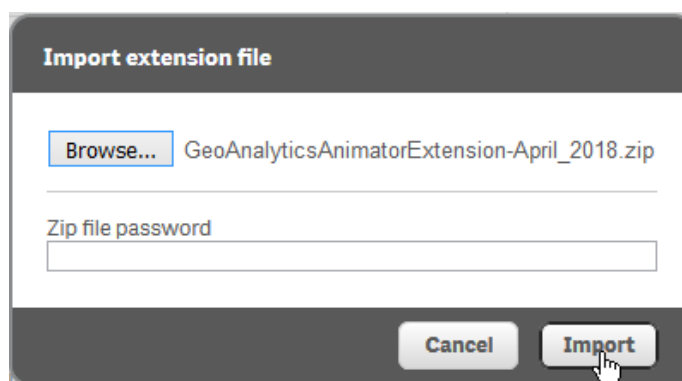 Import extension file
Browse... GeoAnalyticsAnimatorExtension-April_2018.zip
Zip file password
Cancel Import